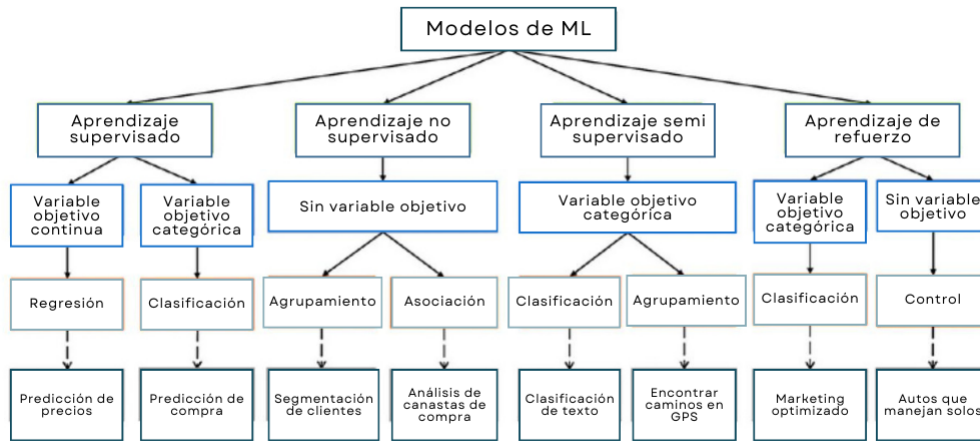 Modelos de ML
Aprendizaje
supervisado
Aprendizaje no
supervisado
Aprendizaje semi
supervisado
Aprendizaje de
refuerzo
Variable
objetivo
continua
Variable
objetivo
categórica
Sin variable objetivo
Variable objetivo
categórica
Variable
objetivo
categórica
Sin variable
objetivo
Regresión
Clasificación
Agrupamiento
Asociación
Clasificación
Agrupamiento
Clasificación
Control
Predicción de
precios
Predicción de
compra
Segmentación
de clientes
Análisis de
canastas de
compra
Clasificación
de texto
Encontrar
caminos en
GPS
Marketing
optimizado
Autos que
manejan solos